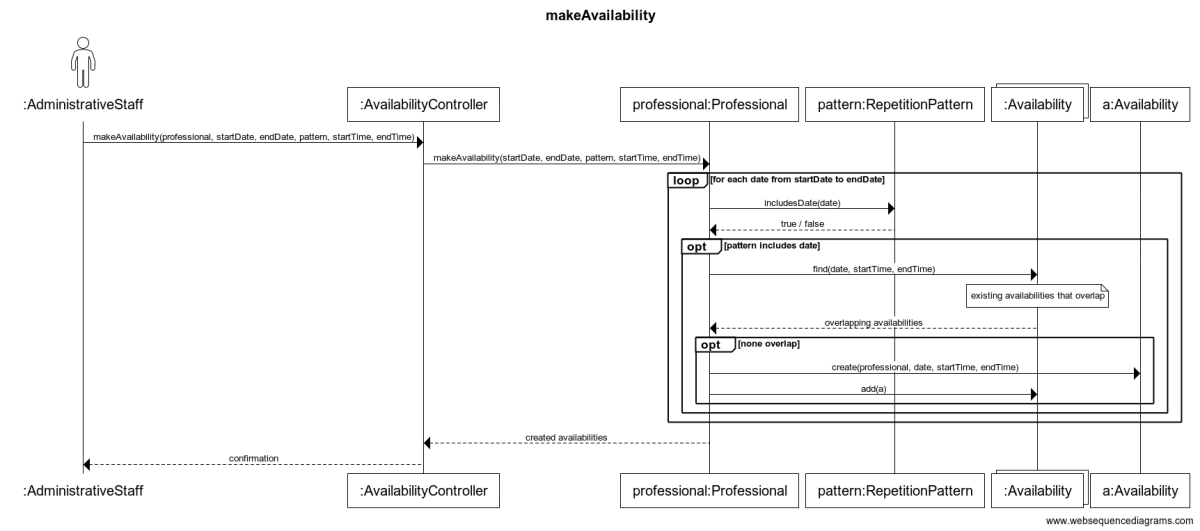 makeAvailability
:AdministrativeStaff
:AvailabilityController
professional:Professional
pattern:RepetitionPattern
:Availability
a:Availability
makeAvailability(professional, startDate, endDate, pattern, startTime, endTime)
makeAvailability(startDate, endDate, pattern, startTime, endTime)
loop [for each date from startDate to endDate]
includesDate(date)
true / false
opt [pattern includes date]
find(date, startTime, endTime)
existing availabilities that overlap
overlapping availabilities
opt [none overlap]
create(professional, date, startTime, endTime)
add(a)
created availabilities
confirmation
:AdministrativeStaff
:AvailabilityController
professional:Professional
pattern:RepetitionPattern
:Availability
a:Availability
www.websequencediagrams.com